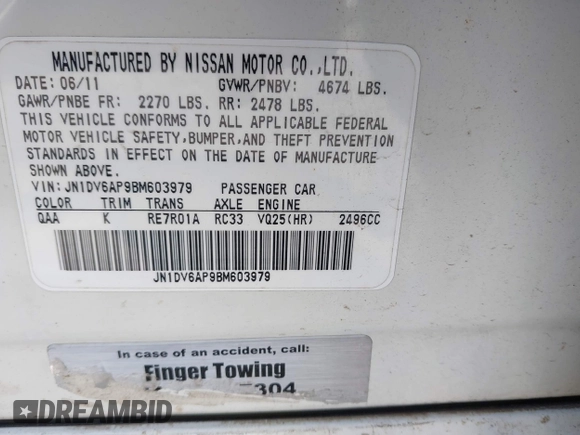 MANUFACTURED BY NISSAN MOTOR CO.,LTD.
DATE: 06/11 GVWR/PNBV: 4674 LBS.
GAWR/PNBE FR: 2270 LBS. RR: 2478 LBS.
THIS VEHICLE CONFORMS TO ALL APPLICABLE FEDERAL
MOTOR VEHICLE SAFETY,BUMPER,AND THEFT PREVENTION
STANDARDS IN EFFECT ON THE DATE OF MANUFACTURE
SHOWN ABOVE.
VIN:JN1DV6AP9BM603979 PASSENGER CAR
COLOR TRIM TRANS AXLE ENGINE
QAA K RE7R01A RC33 VQ25(HR) 2496CC
JN1DV6AP9BM603979
In case of an accident, call:
Finger Towing
304
DREAMBID